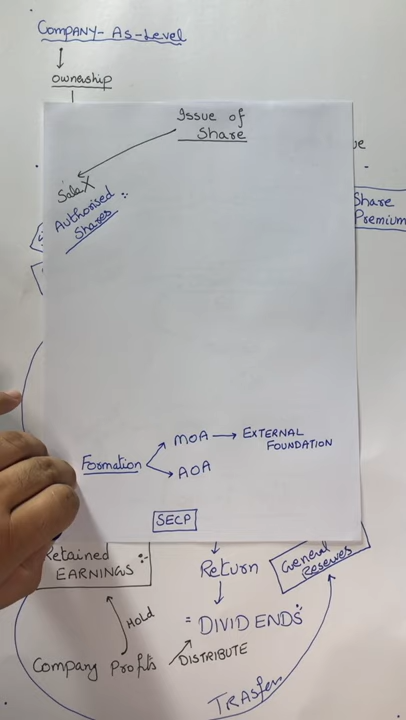 COMPANY- AS-LEVEL
ownership
Issue of
Share
Sale X
Authorised :-
Shares
Share
Premium
Formation
MOA → EXTERNAL
FOUNDATION
AOA
SECP
Retained :-
EARNINGS
Return
General
Reserves
HOLD
= DIVIDENDS:
Company Profits
DISTRIBUTE
TRASfer